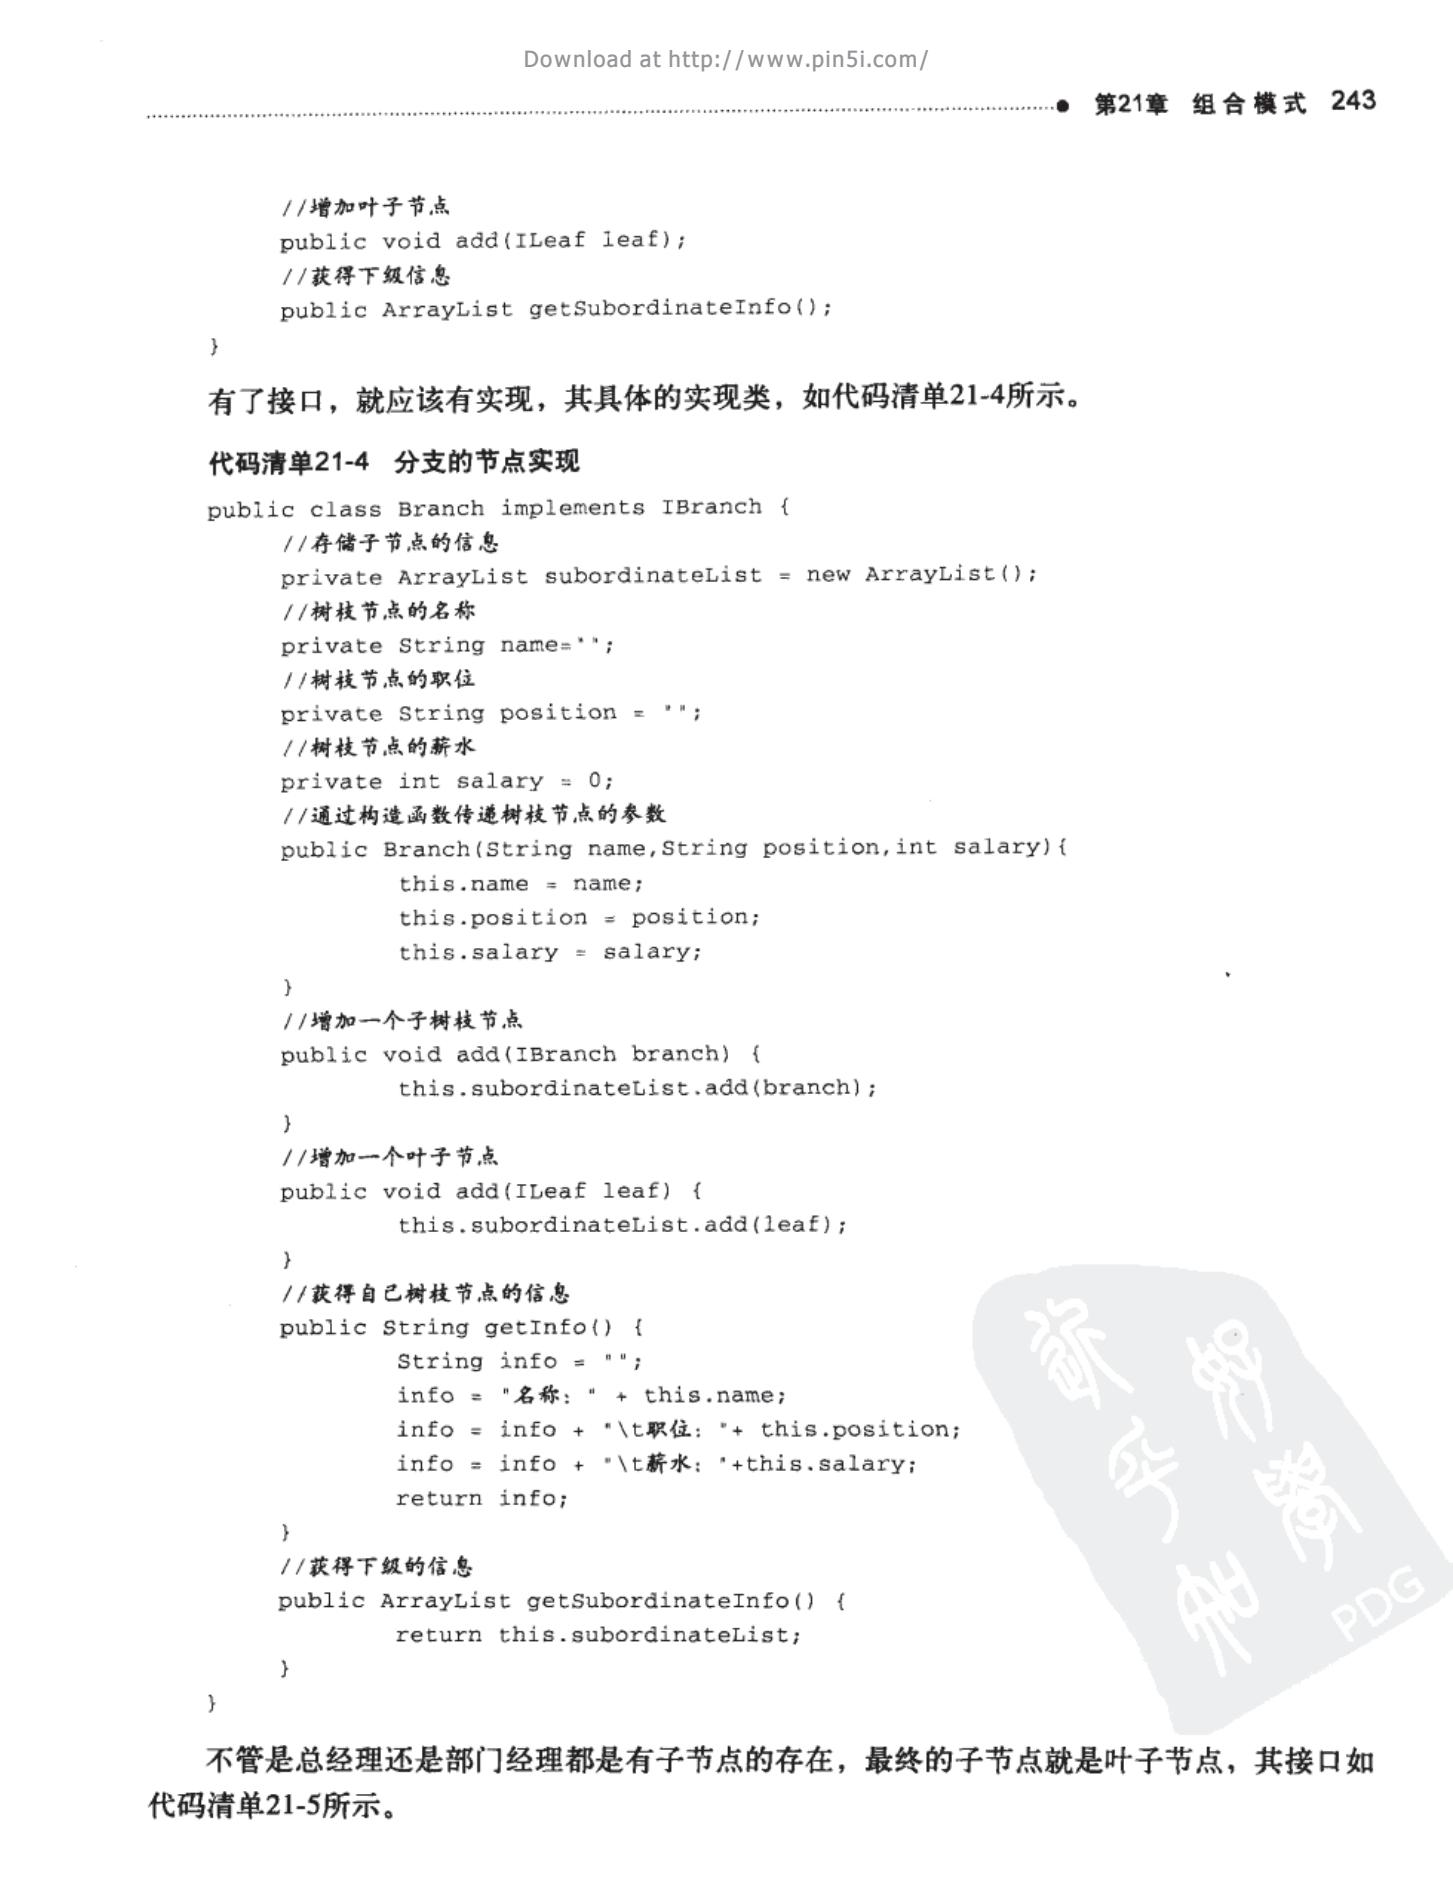 Download at http://www.pin5i.com/
第21章 组合模式 243
//增加叶子节点
public void add(ILeaf leaf);
//获得下级信息
public ArrayList getSubordinateInfo();
}
有了接口，就应该有实现，其具体的实现类，如代码清单21-4所示。
代码清单21-4 分支的节点实现
public class Branch implements IBranch {
//存储子节点的信息
private ArrayList subordinateList = new ArrayList();
//树枝节点的名称
private String name="";
//树枝节点的职位
private String position = "";
//树枝节点的薪水
private int salary = 0;
//通过构造函数传递树枝节点的参数
public Branch(String name,String position,int salary){
this.name = name;
this.position = position;
this.salary = salary;
}
//增加一个子树枝节点
public void add(IBranch branch) {
this.subordinateList.add(branch);
}
//增加一个叶子节点
public void add(ILeaf leaf) {
this.subordinateList.add(leaf);
}
//获得自己树枝节点的信息
public String getInfo() {
String info = "";
info = "名称：" + this.name;
info = info + "\t职位："+ this.position;
info = info + "\t薪水："+this.salary;
return info;
}
//获得下级的信息
public ArrayList getSubordinateInfo() {
return this.subordinateList;
}
}
PDG
不管是总经理还是部门经理都是有子节点的存在，最终的子节点就是叶子节点，其接口如
代码清单21-5所示。